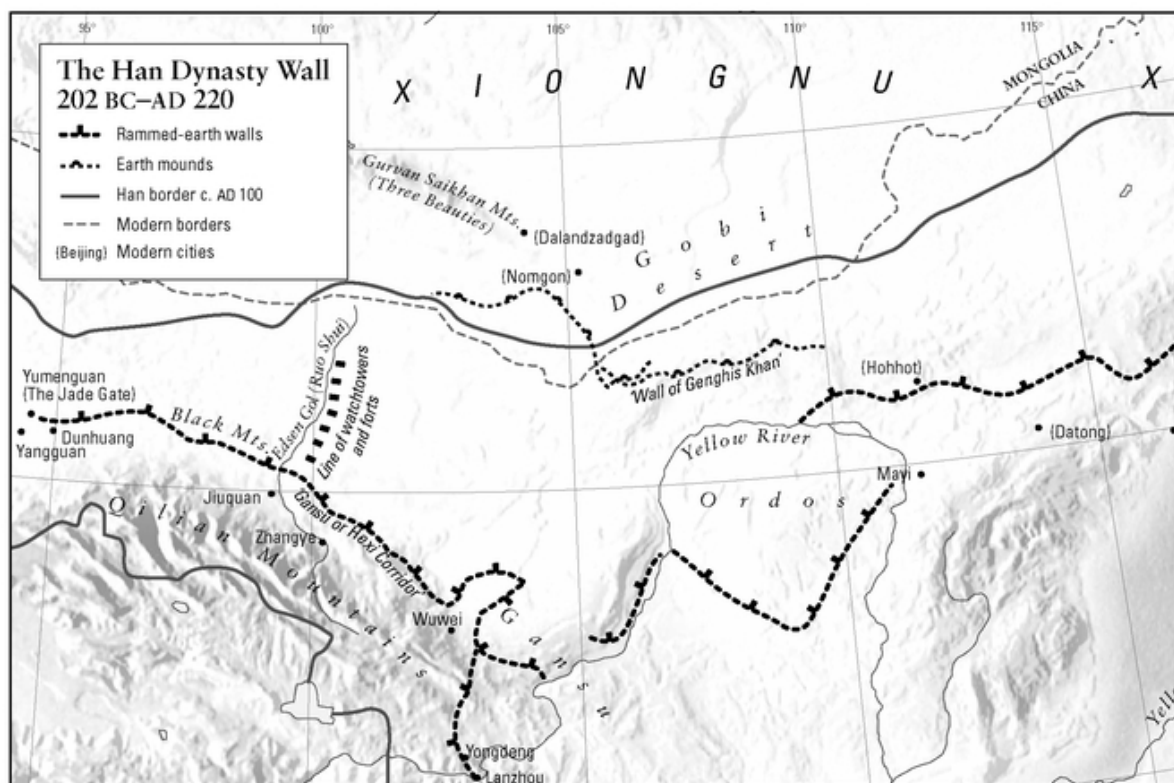 95°
100°
105°
110°
115°
The Han Dynasty Wall
202 BC–AD 220
Rammed-earth walls
Earth mounds
Han border c. AD 100
Modern borders
(Beijing) Modern cities
X I O N G N U
X
MONGOLIA
CHINA
Gurvan Saikhan Mts.
(Three Beauties)
(Dalandzadgad)
(Nomgon)
Gobi
Desert
Edsen Gol (Ruo Shui)
Line of watchtowers
and forts
'Wall of Genghis Khan'
(Hohhot)
Yumenguan
(The Jade Gate)
Black Mts.
Dunhuang
Yangguan
Yellow River
(Datong)
Mayi
Ordos
Jiuquan
Gansu or Hexi Corridor
Qilian Mountains
Zhangye
Wuwei
Gansu
Yongdeng
Lanzhou